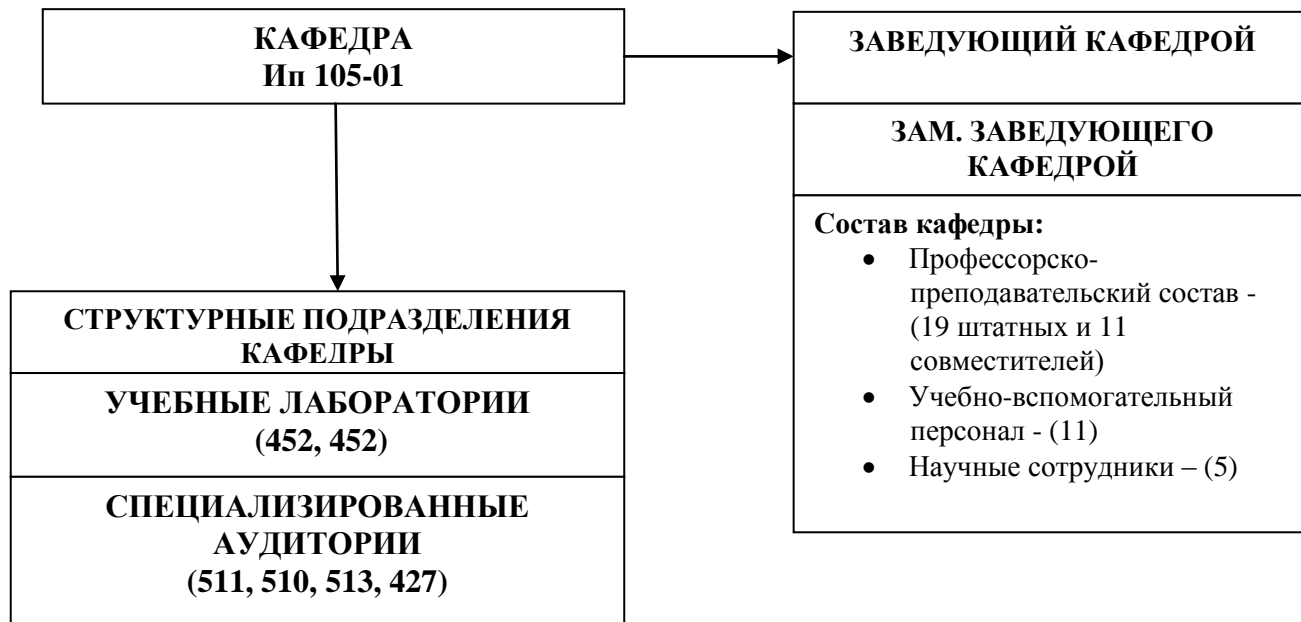 КАФЕДРА
Ип 105-01
ЗАВЕДУЮЩИЙ КАФЕДРОЙ
ЗАМ. ЗАВЕДУЮЩЕГО
КАФЕДРОЙ
Состав кафедры:
• Профессорско-
преподавательский состав -
(19 штатных и 11
совместителей)
• Учебно-вспомогательный
персонал - (11)
• Научные сотрудники – (5)
СТРУКТУРНЫЕ ПОДРАЗДЕЛЕНИЯ
КАФЕДРЫ
УЧЕБНЫЕ ЛАБОРАТОРИИ
(452, 452)
СПЕЦИАЛИЗИРОВАННЫЕ
АУДИТОРИИ
(511, 510, 513, 427)